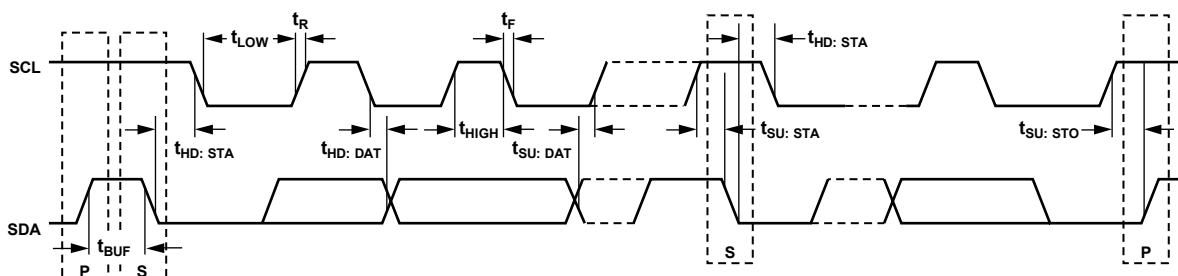 tR
tF
tLOW
tHD: STA
SCL
tHD: STA
tHD: DAT
tHIGH
tSU: DAT
tSU: STA
tSU: STO
SDA
tBUF
P
S
S
P